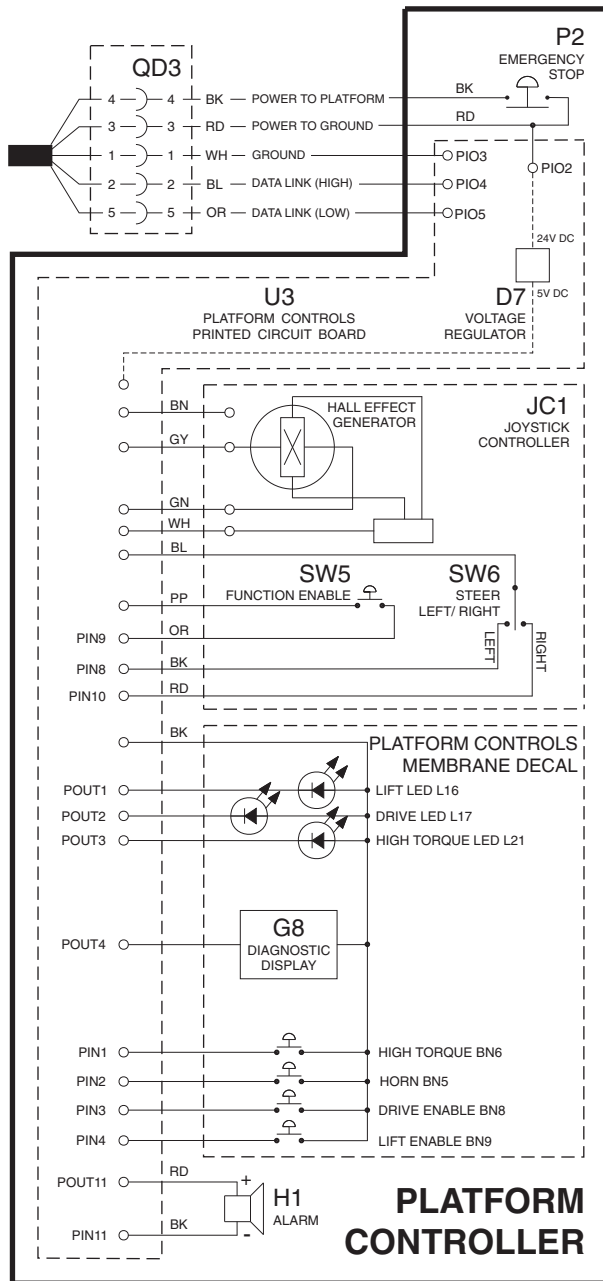 P2
EMERGENCY
STOP
QD3
4 4 BK POWER TO PLATFORM BK
3 3 RD POWER TO GROUND RD
1 1 WH GROUND PIO3
2 2 BL DATA LINK (HIGH) PIO4
5 5 OR DATA LINK (LOW) PIO5
PIO2
24V DC
5V DC
U3
PLATFORM CONTROLS
PRINTED CIRCUIT BOARD
D7
VOLTAGE
REGULATOR
BN
GY
GN
WH
BL
HALL EFFECT
GENERATOR
JC1
JOYSTICK
CONTROLLER
SW5
FUNCTION ENABLE
SW6
STEER
LEFT/ RIGHT
LEFT
RIGHT
PP
PIN9 OR
PIN8 BK
PIN10 RD
BK
PLATFORM CONTROLS
MEMBRANE DECAL
POUT1 LIFT LED L16
POUT2 DRIVE LED L17
POUT3 HIGH TORQUE LED L21
POUT4
G8
DIAGNOSTIC
DISPLAY
PIN1 HIGH TORQUE BN6
PIN2 HORN BN5
PIN3 DRIVE ENABLE BN8
PIN4 LIFT ENABLE BN9
POUT11 RD +
H1
ALARM
PIN11 BK -
PLATFORM
CONTROLLER